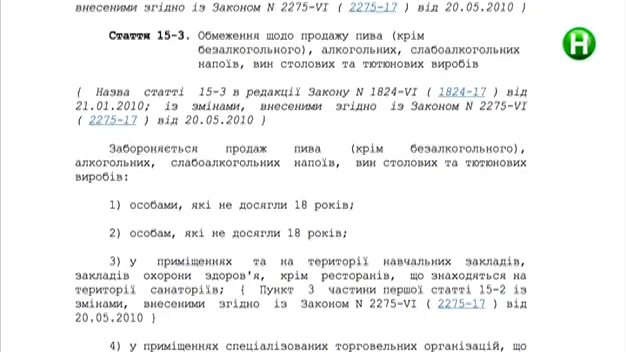 внесеними згідно із Законом N 2275-VI ( 2275-17 ) від 20.05.2010 }
Стаття 15-3. Обмеження щодо продажу пива (крім
безалкогольного), алкогольних, слабоалкогольних
напоїв, вин столових та тютюнових виробів
Н
{ Назва статті 15-3 в редакції Закону N 1824-VI ( 1824-17 ) від
21.01.2010; із змінами, внесеними згідно із Законом N 2275-VI
( 2275-17 ) від 20.05.2010 }
Забороняється продаж пива (крім безалкогольного),
алкогольних, слабоалкогольних напоїв, вин столових та тютюнових
виробів:
1) особами, які не досягли 18 років;
2) особам, які не досягли 18 років;
3) у приміщеннях та на території навчальних закладів,
закладів охорони здоров'я, крім ресторанів, що знаходяться на
території санаторіїв; { Пункт 3 частини першої статті 15-2 із
змінами, внесеними згідно із Законом N 2275-VI ( 2275-17 ) від
20.05.2010 }
4) у приміщеннях спеціалізованих торговельних організацій, що